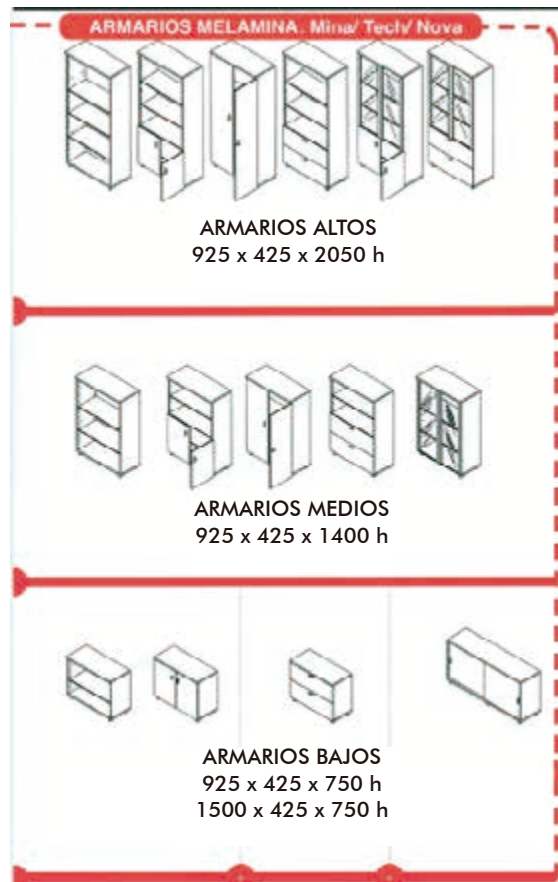 ARMARIOS MELAMINA. Mina/ Tech/ Nova
ARMARIOS ALTOS
925 x 425 x 2050 h
ARMARIOS MEDIOS
925 x 425 x 1400 h
ARMARIOS BAJOS
925 x 425 x 750 h
1500 x 425 x 750 h